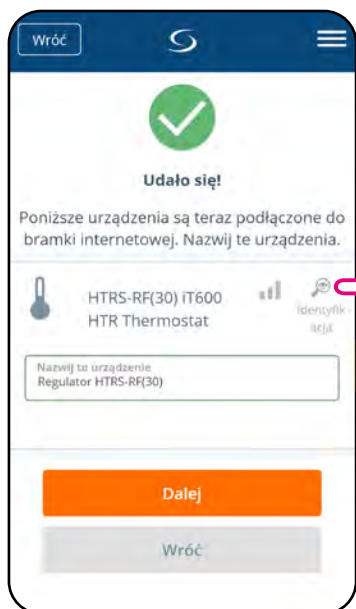 Wróć
Udało się!
Poniższe urządzenia są teraz podłączone do
bramki internetowej. Nazwij te urządzenia.
HTRS-RF(30) iT600
HTR Thermostat
Identyfik-
acja
Nazwij to urządzenie
Regulator HTRS-RF(30)
Dalej
Wróć